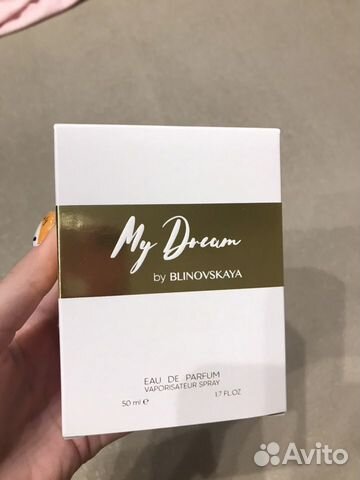 My Dream
by BLINOVSKAYA
EAU DE PARFUM
VAPORISATEUR SPRAY
50 ml ℮ 1.7 FL.OZ
Avito